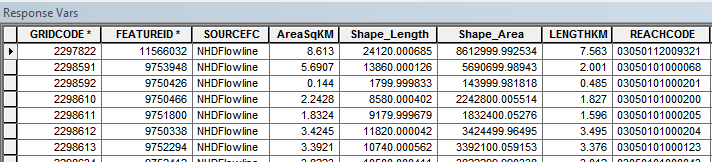 Response Vars
GRIDCODE * FEATUREID * SOURCEFC AreaSqKM Shape_Length Shape_Area LENGTHKM REACHCODE
2297822 11566032 NHDFlowline 8.613 24120.000685 8612999.992534 7.563 03050112009321
2298591 9753948 NHDFlowline 5.6907 13860.000126 5690699.98943 2.001 03050101000068
2298592 9750426 NHDFlowline 0.144 1799.999833 143999.981818 0.485 03050101000201
2298610 9750466 NHDFlowline 2.2428 8580.000402 2242800.005514 1.827 03050101000200
2298611 9751800 NHDFlowline 1.8324 9179.999679 1832400.05276 1.596 03050101000205
2298612 9750338 NHDFlowline 3.4245 11820.000042 3424499.96495 3.495 03050101000204
2298613 9752294 NHDFlowline 3.3921 10740.000562 3392100.059153 3.376 03050101000123